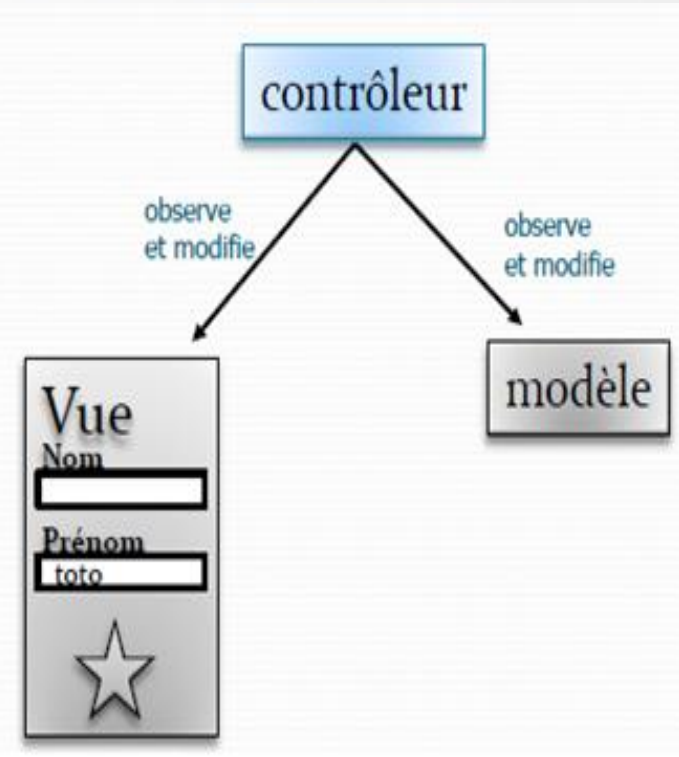 contrôleur
observe
et modifie
observe
et modifie
Vue
Nom
Prénom
toto
modèle